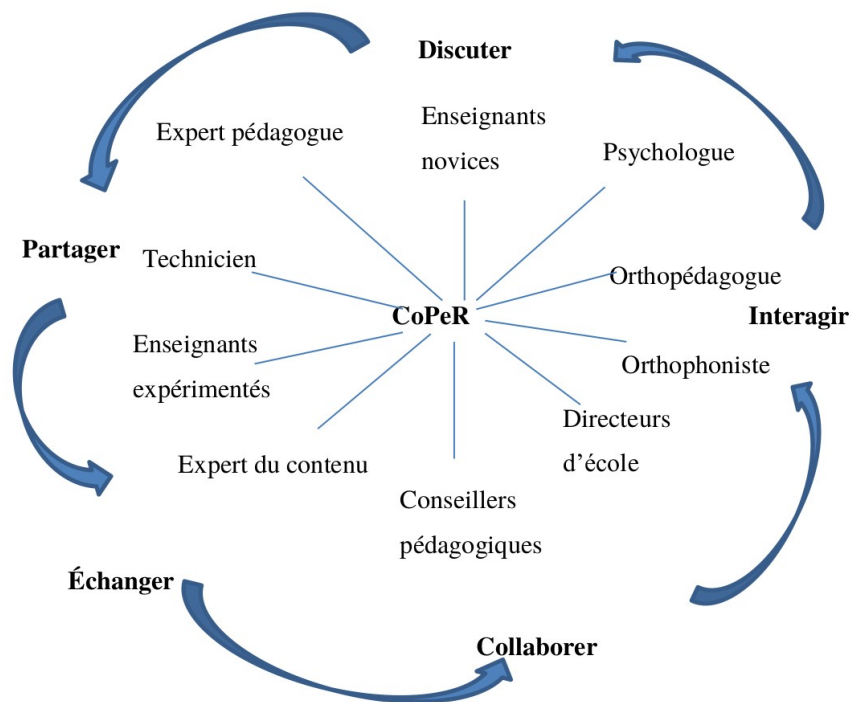 Discuter
Enseignants
novices
Expert pédagogue
Psychologue
Partager
Technicien
Orthopédagogue
CoPeR
Interagir
Enseignants
expérimentés
Orthophoniste
Directeurs
d’école
Expert du contenu
Conseillers
pédagogiques
Échanger
Collaborer